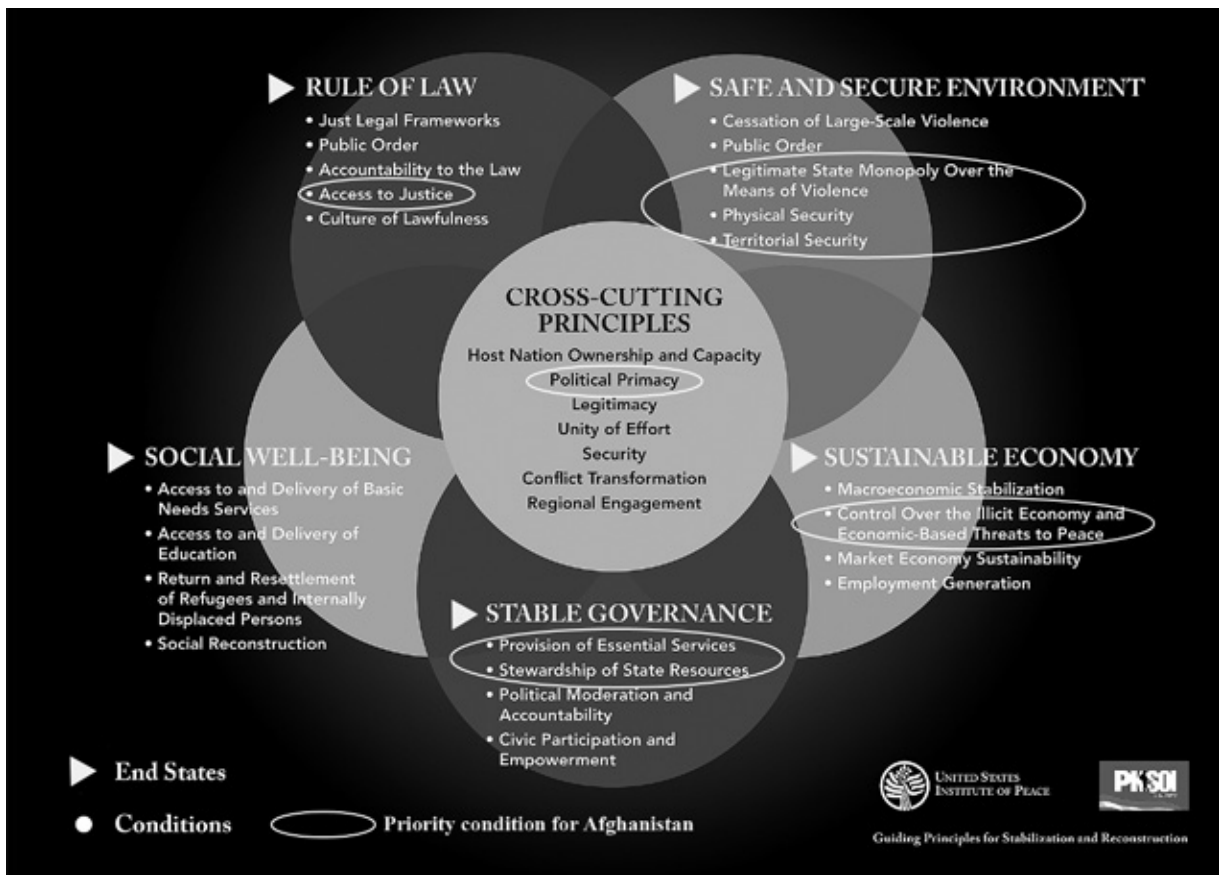 RULE OF LAW
• Just Legal Frameworks
• Public Order
• Accountability to the Law
• Access to Justice
• Culture of Lawfulness
SAFE AND SECURE ENVIRONMENT
• Cessation of Large-Scale Violence
• Public Order
• Legitimate State Monopoly Over the
Means of Violence
• Physical Security
• Territorial Security
CROSS-CUTTING
PRINCIPLES
Host Nation Ownership and Capacity
Political Primacy
Legitimacy
Unity of Effort
Security
Conflict Transformation
Regional Engagement
SOCIAL WELL-BEING
• Access to and Delivery of Basic
Needs Services
• Access to and Delivery of
Education
• Return and Resettlement
of Refugees and Internally
Displaced Persons
• Social Reconstruction
SUSTAINABLE ECONOMY
• Macroeconomic Stabilization
• Control Over the Illicit Economy and
Economic-Based Threats to Peace
• Market Economy Sustainability
• Employment Generation
STABLE GOVERNANCE
• Provision of Essential Services
• Stewardship of State Resources
• Political Moderation and
Accountability
• Civic Participation and
Empowerment
End States
Conditions
Priority condition for Afghanistan
UNITED STATES
INSTITUTE OF PEACE
PKSOI
Guiding Principles for Stabilization and Reconstruction